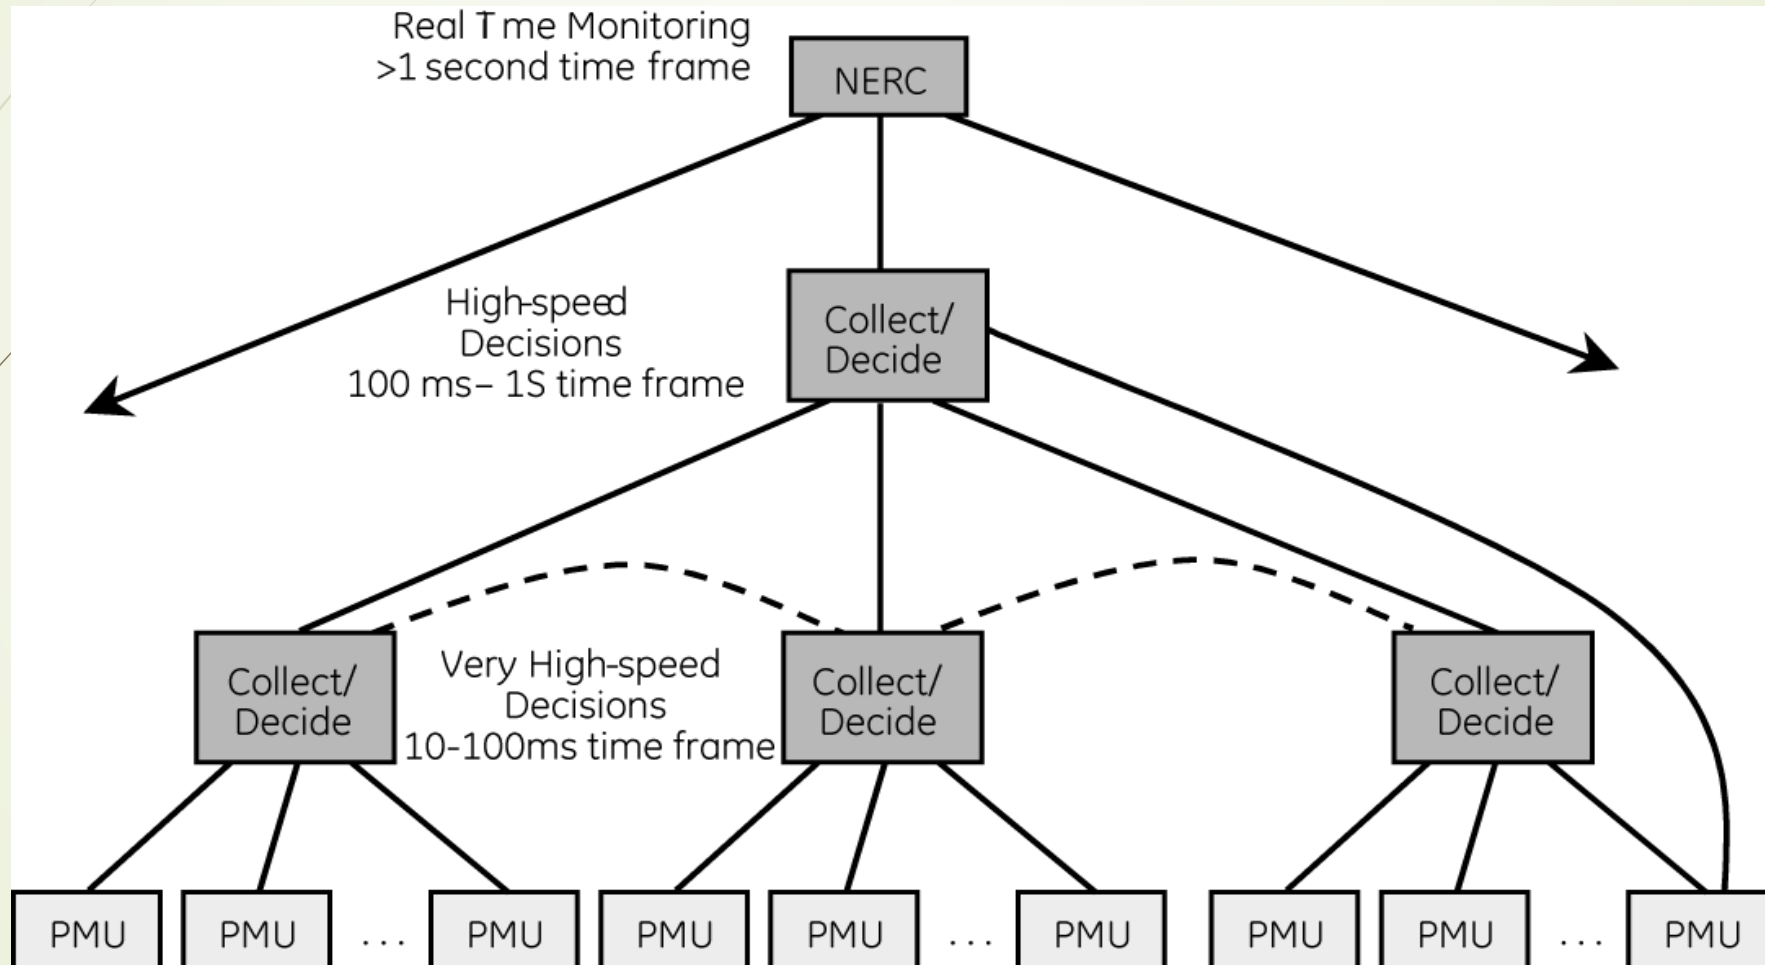 Real Time Monitoring
>1 second time frame
NERC
High-speed
Decisions
100 ms– 1S time frame
Collect/
Decide
Collect/
Decide
Very High-speed
Decisions
10-100ms time frame
Collect/
Decide
Collect/
Decide
PMU
PMU
...
PMU
PMU
PMU
...
PMU
PMU
PMU
...
PMU